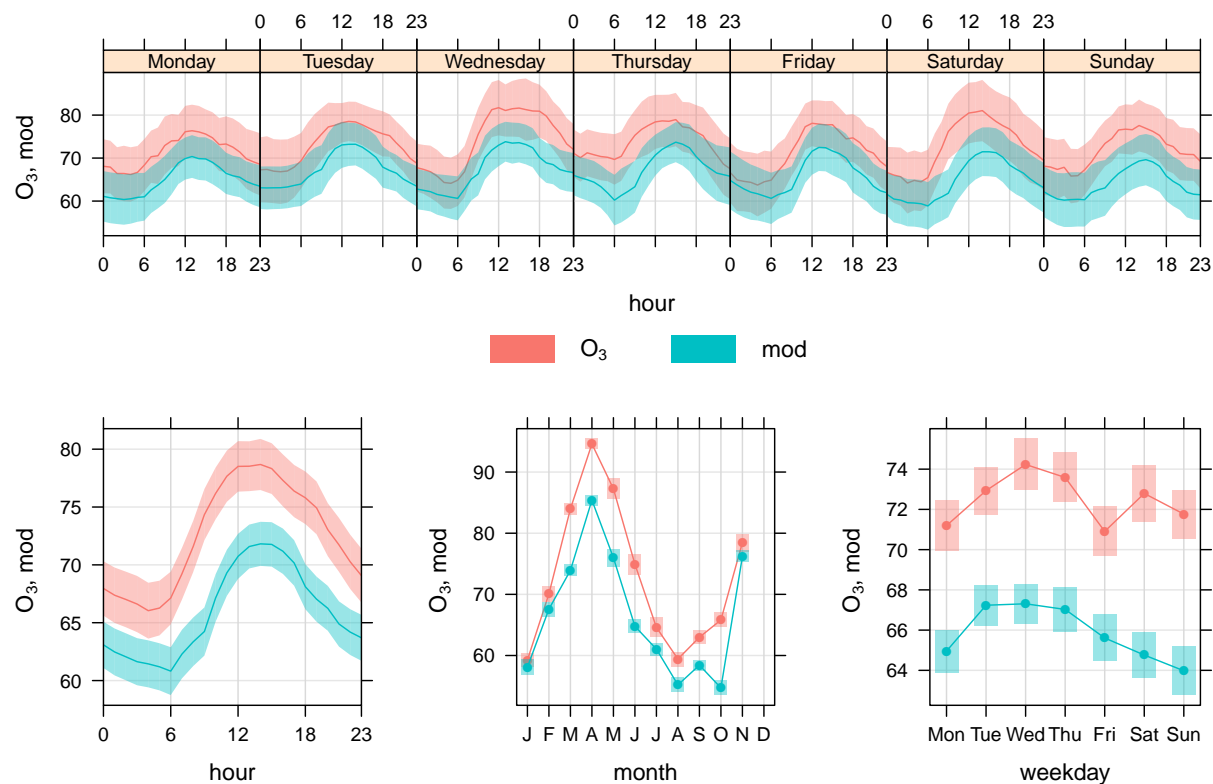 0 6 12 18 23 0 6 12 18 23 0 6 12 18 23
Monday Tuesday Wednesday Thursday Friday Saturday Sunday
O₃, mod
80
70
60
0 6 12 18 23 0 6 12 18 23 0 6 12 18 23 0 6 12 18 23
hour
O₃ mod
O₃, mod
80
75
70
65
60
0 6 12 18 23
hour
O₃, mod
90
80
70
60
J F M A M J J A S O N D
month
O₃, mod
74
72
70
68
66
64
Mon Tue Wed Thu Fri Sat Sun
weekday